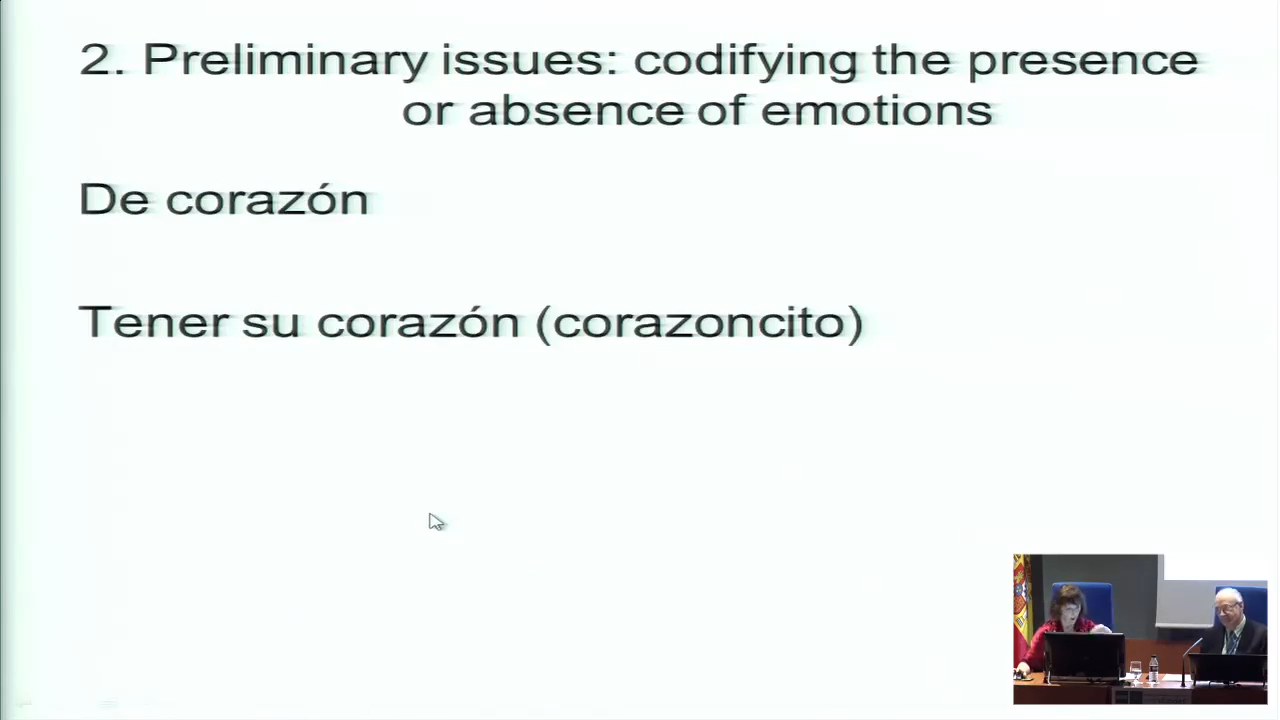 2. Preliminary issues: codifying the presence
or absence of emotions
De corazón
Tener su corazón (corazoncito)